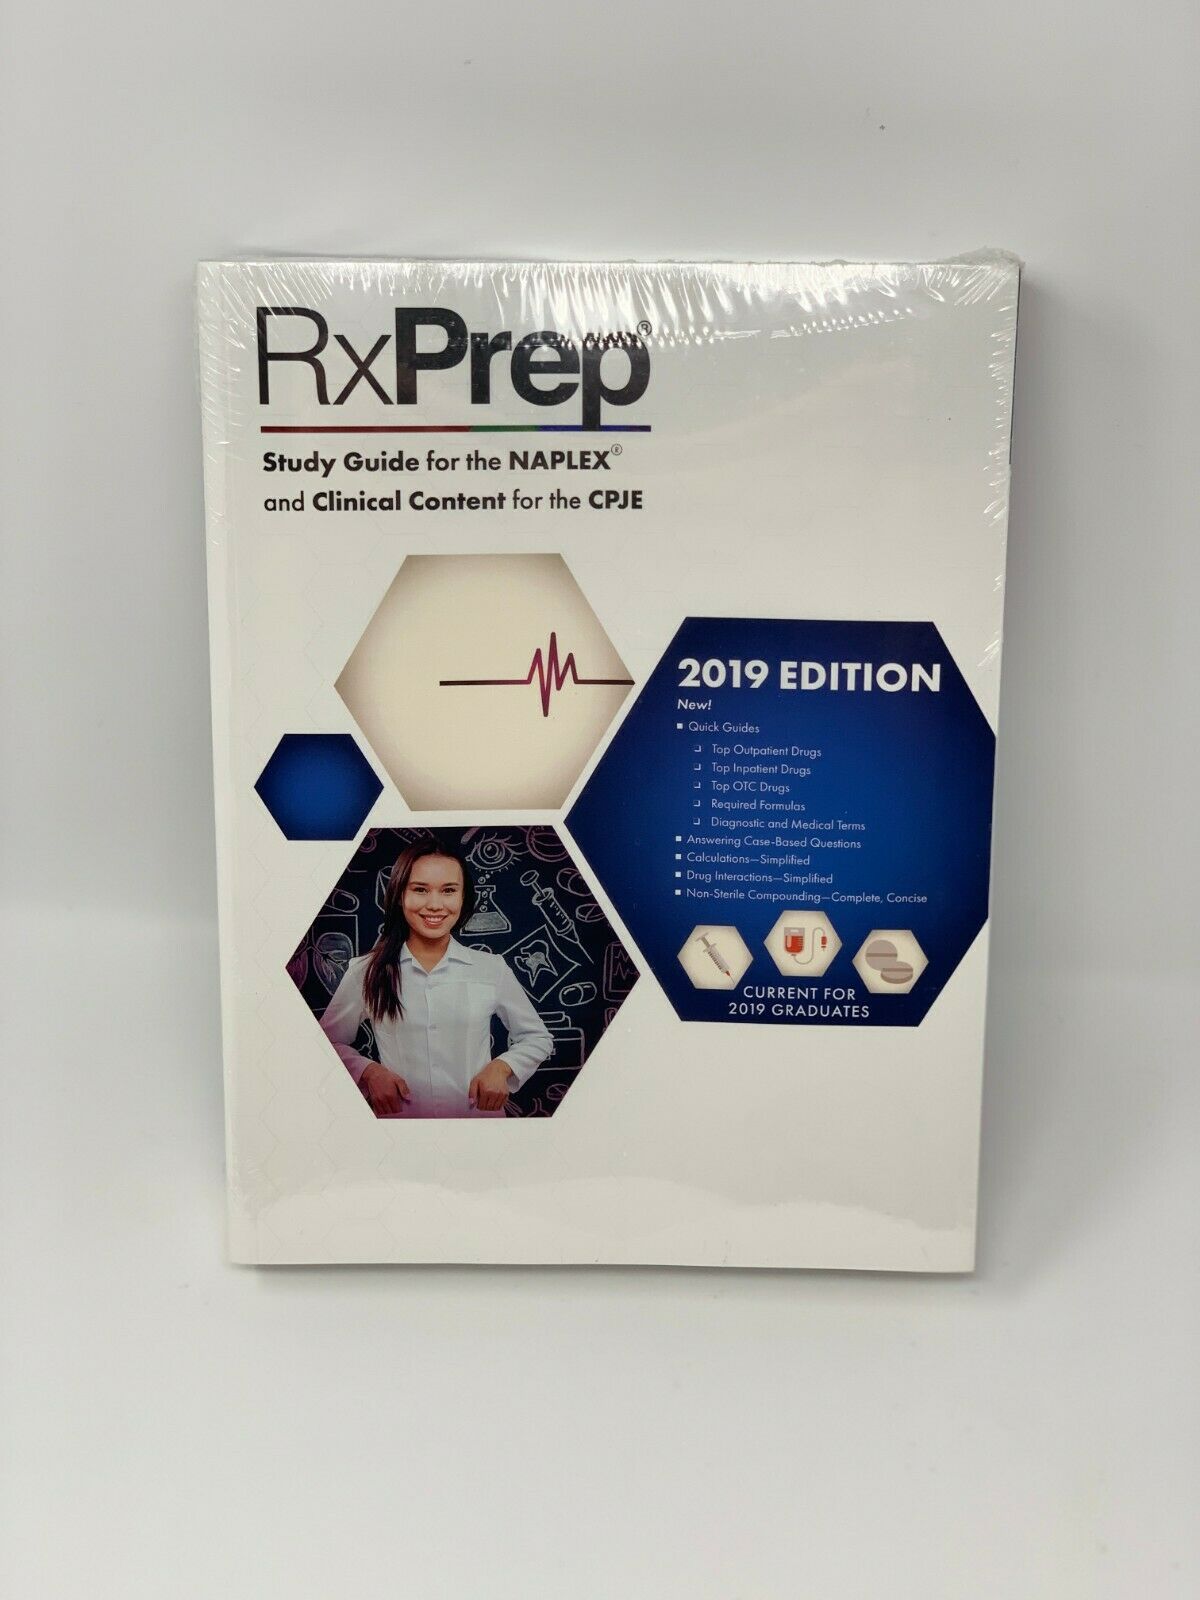 RxPrep®
Study Guide for the NAPLEX®
and Clinical Content for the CPJE
2019 EDITION
New!
▪ Quick Guides
❑ Top Outpatient Drugs
❑ Top Inpatient Drugs
❑ Top OTC Drugs
❑ Required Formulas
❑ Diagnostic and Medical Terms
▪ Answering Case-Based Questions
▪ Calculations—Simplified
▪ Drug Interactions—Simplified
▪ Non-Sterile Compounding—Complete, Concise
CURRENT FOR
2019 GRADUATES